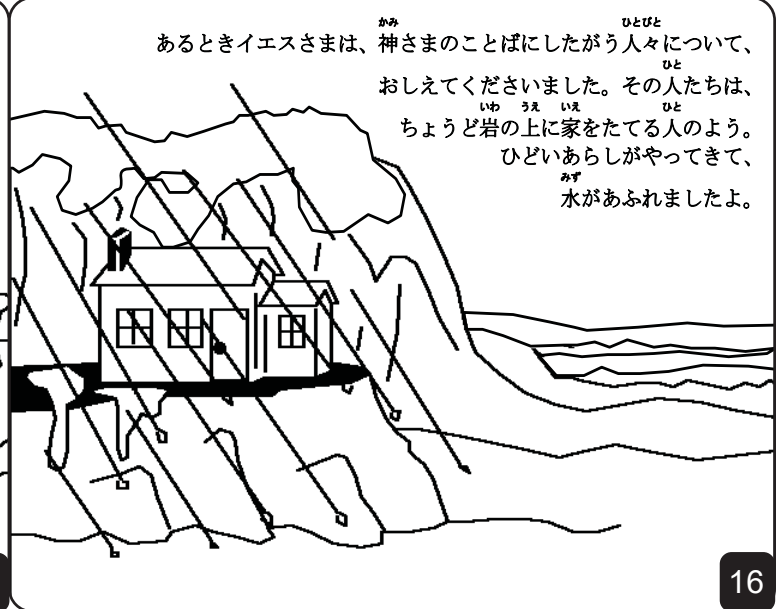 あるときイエスさまは、神さまのことばにしたがう人々について、
おしえてくださいました。その人たちは、
ちょうど岩の上に家をたてる人のよう。
ひどいあらしがやってきて、
水があふれましたよ。
16